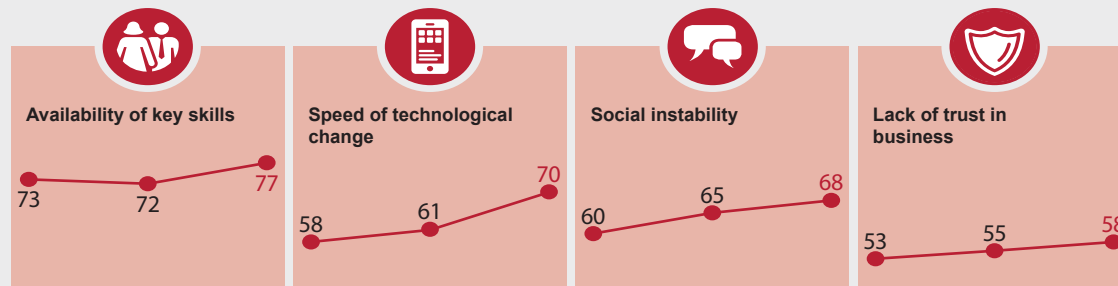 Availability of key skills
73
72
77
Speed of technological
change
58
61
70
Social instability
60
65
68
Lack of trust in
business
53
55
58